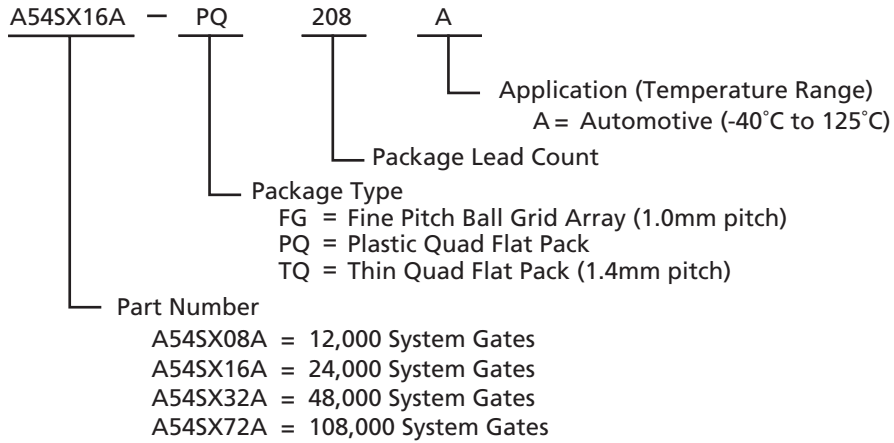 A54SX16A — PQ 208 A
Application (Temperature Range)
A = Automotive (-40˚C to 125˚C)
Package Lead Count
Package Type
FG = Fine Pitch Ball Grid Array (1.0mm pitch)
PQ = Plastic Quad Flat Pack
TQ = Thin Quad Flat Pack (1.4mm pitch)
Part Number
A54SX08A = 12,000 System Gates
A54SX16A = 24,000 System Gates
A54SX32A = 48,000 System Gates
A54SX72A = 108,000 System Gates